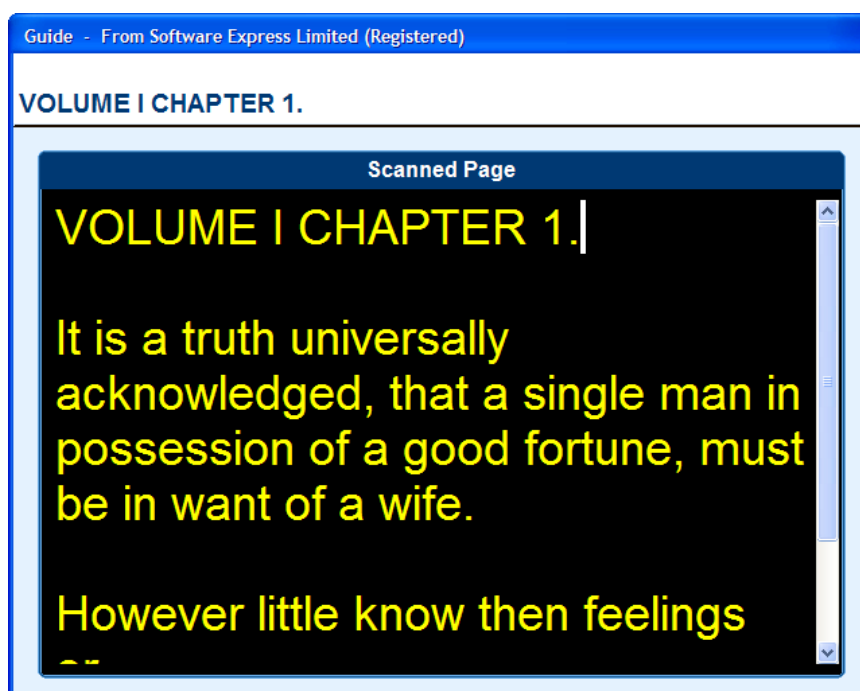 Guide - From Software Express Limited (Registered)
VOLUME I CHAPTER 1.
Scanned Page
VOLUME I CHAPTER 1.
It is a truth universally
acknowledged, that a single man in
possession of a good fortune, must
be in want of a wife.
However little know then feelings